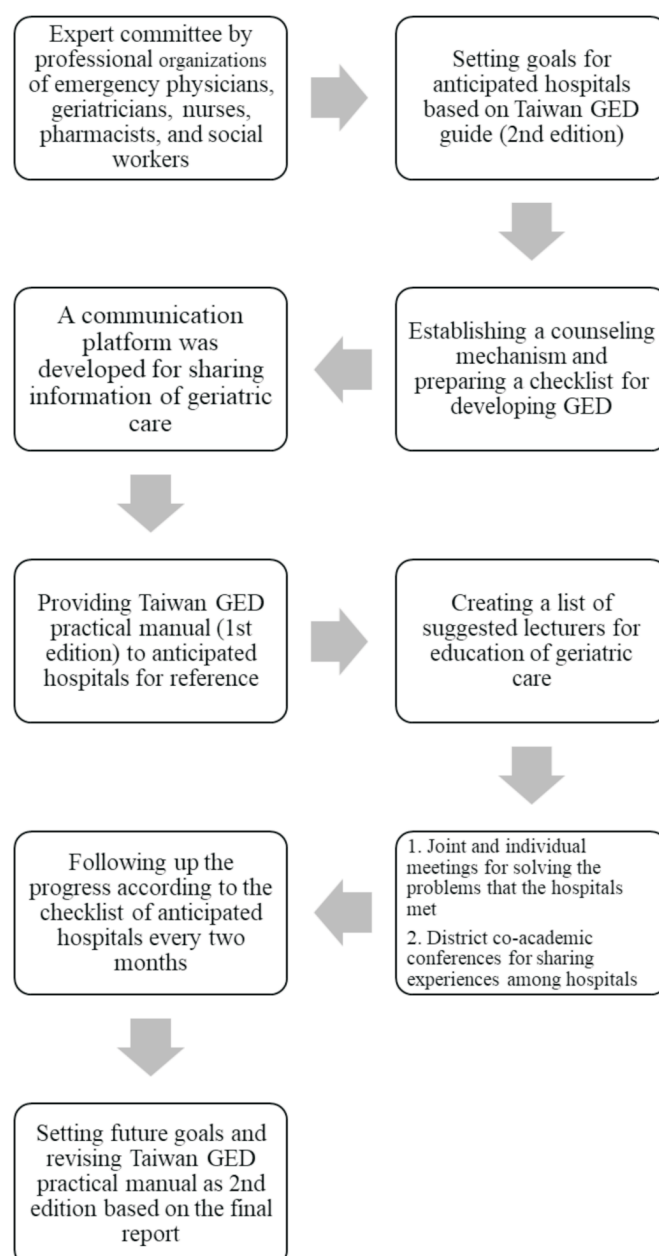 Expert committee by
professional organizations
of emergency physicians,
geriatricians, nurses,
pharmacists, and social
workers
Setting goals for
anticipated hospitals
based on Taiwan GED
guide (2nd edition)
Establishing a counseling
mechanism and
preparing a checklist for
developing GED
A communication
platform was
developed for sharing
information of geriatric
care
Providing Taiwan GED
practical manual (1st
edition) to anticipated
hospitals for reference
Creating a list of
suggested lecturers for
education of geriatric
care
1. Joint and individual
meetings for solving the
problems that the hospitals
met
2. District co-academic
conferences for sharing
experiences among hospitals
Following up the
progress according to the
checklist of anticipated
hospitals every two
months
Setting future goals and
revising Taiwan GED
practical manual as 2nd
edition based on the final
report